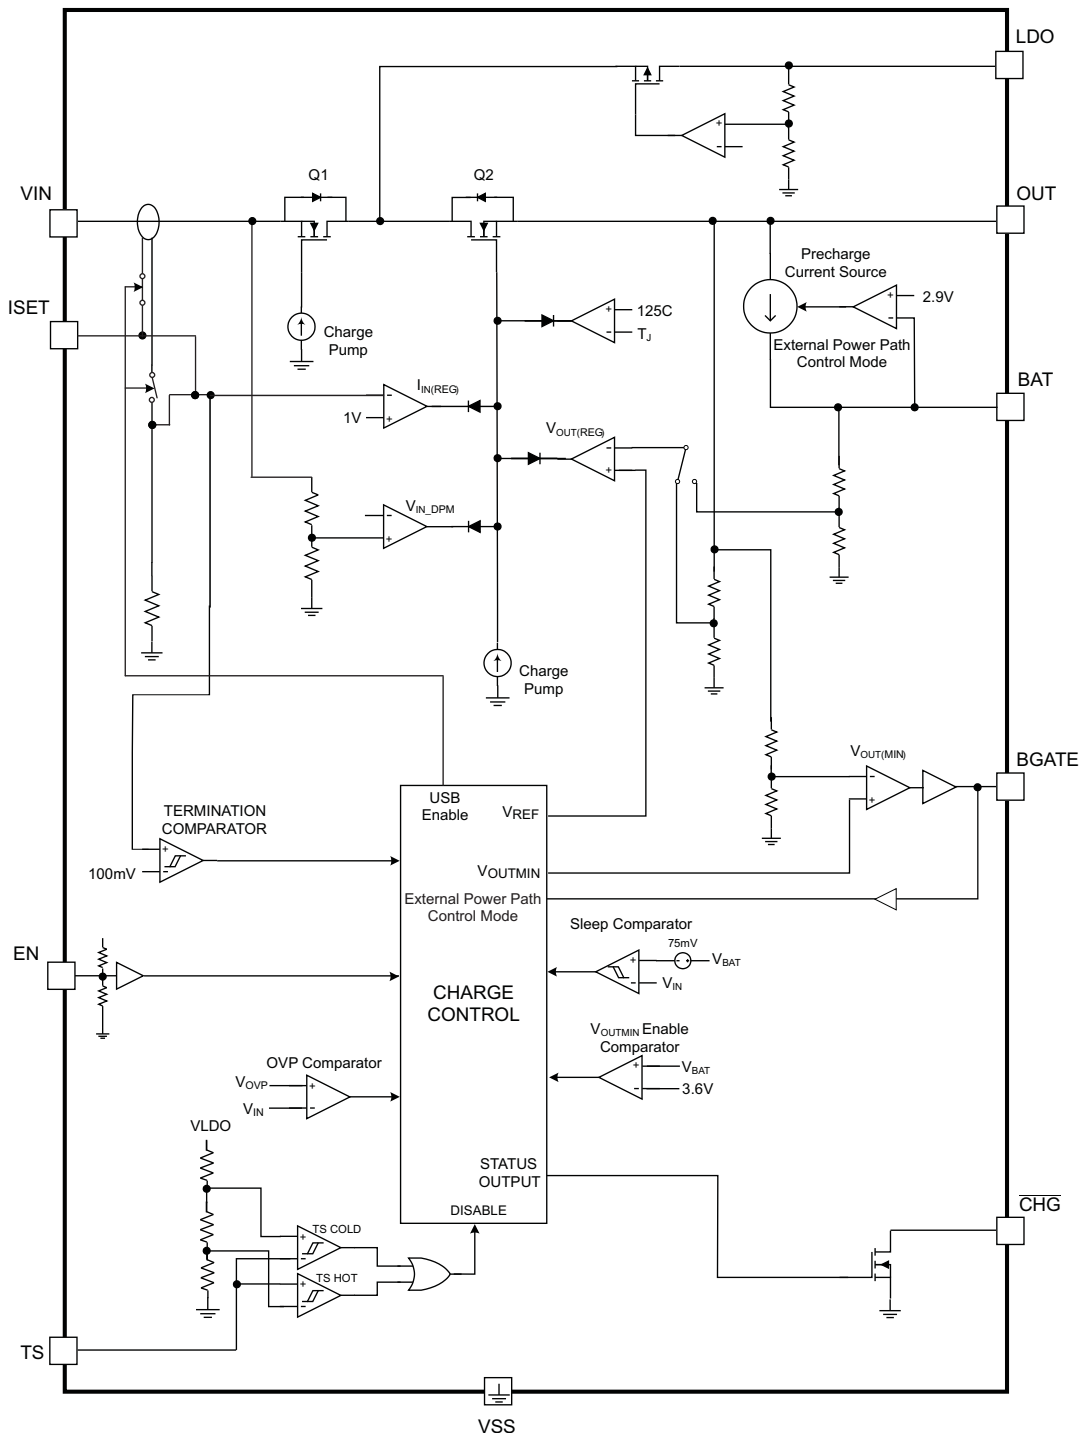 LDO
Q1
Q2
VIN
OUT
Precharge
Current Source
2.9V
ISET
125C
TJ
Charge
Pump
External Power Path
Control Mode
IIN(REG)
BAT
1V
VOUT(REG)
VIN_DPM
Charge
Pump
VOUT(MIN)
BGATE
USB
Enable
VREF
TERMINATION
COMPARATOR
100mV
VOUTMIN
External Power Path
Control Mode
Sleep Comparator
75mV
VBAT
VIN
EN
CHARGE
CONTROL
VOUTMIN Enable
Comparator
VBAT
3.6V
OVP Comparator
VOVP
VIN
VLDO
STATUS
OUTPUT
DISABLE
CHG
TS COLD
TS HOT
TS
VSS